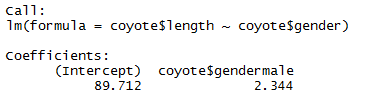 Call:
lm(formula = coyote$length ~ coyote$gender)
Coefficients:
(Intercept) coyote$gendermale
89.712 2.344